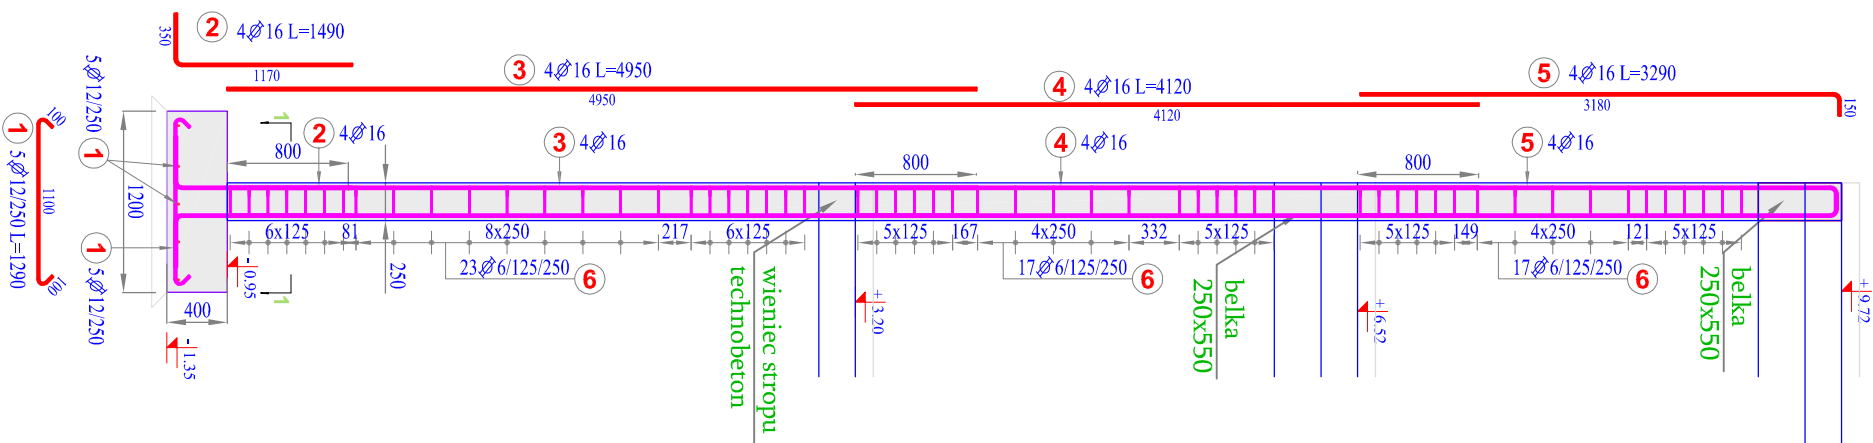 350
2 4∅16 L=1490
1170
3 4∅16 L=4950
4950
4 4∅16 L=4120
4120
5 4∅16 L=3290
3180
150
5∅12/250
1
1 5∅12/250 L=1290
100
1100
100
1200
1 5∅12/250
400
- 1.35
- 0.95
1
1
800
2 4∅16
3 4∅16
800
4 4∅16
800
5 4∅16
250
6x125
81
8x250
217
6x125
5x125
167
4x250
332
5x125
5x125
149
4x250
121
5x125
23∅6/125/250 6
17∅6/125/250 6
17∅6/125/250 6
wieniec stropu
technobeton
+ 3.20
belka
250x550
+ 6.52
belka
250x550
+ 9.72